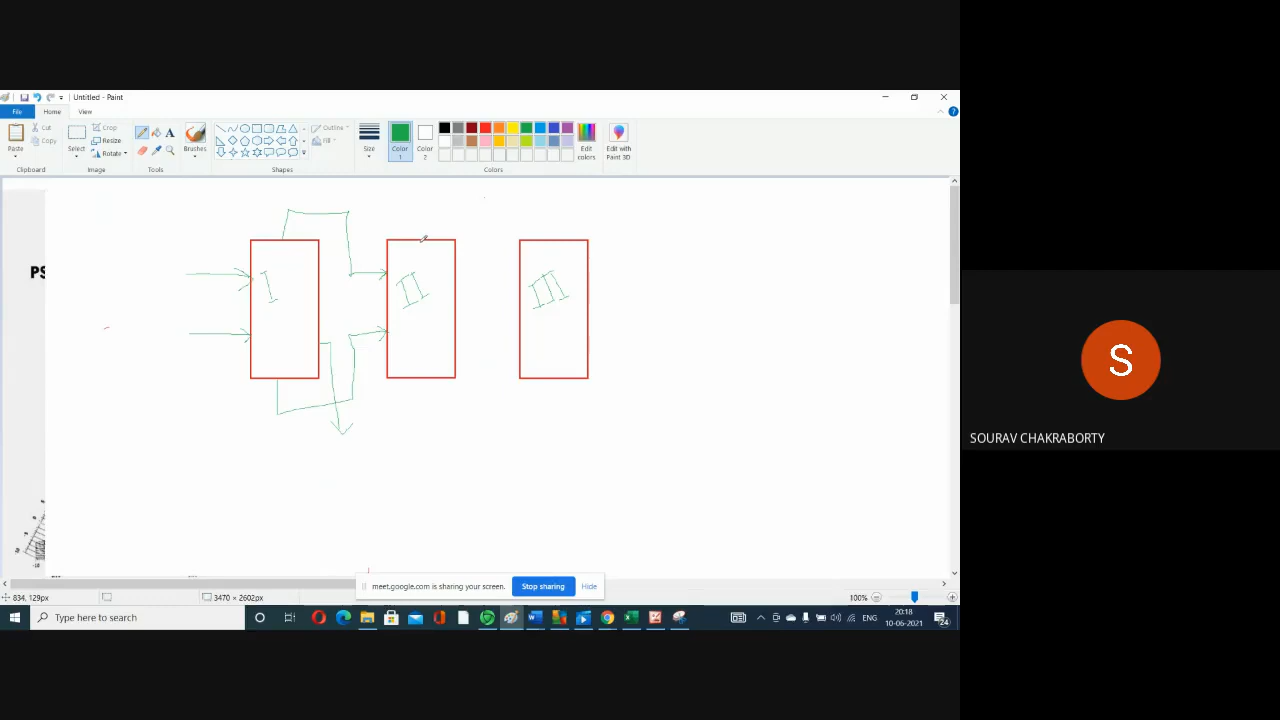 Untitled - Paint
File
Home
View
Paste
Cut
Copy
Clipboard
Select
Crop
Resize
Rotate
Image
Tools
Brushes
Outline
Fill
Shapes
Size
Color 1
Color 2
Edit colors
Edit with Paint 3D
Colors
I
II
III
PS
S
SOURAV CHAKRABORTY
meet.google.com is sharing your screen.
Stop sharing
Hide
834, 129px
3470 × 2602px
100%
Type here to search
ENG
20:18
10-06-2021
24